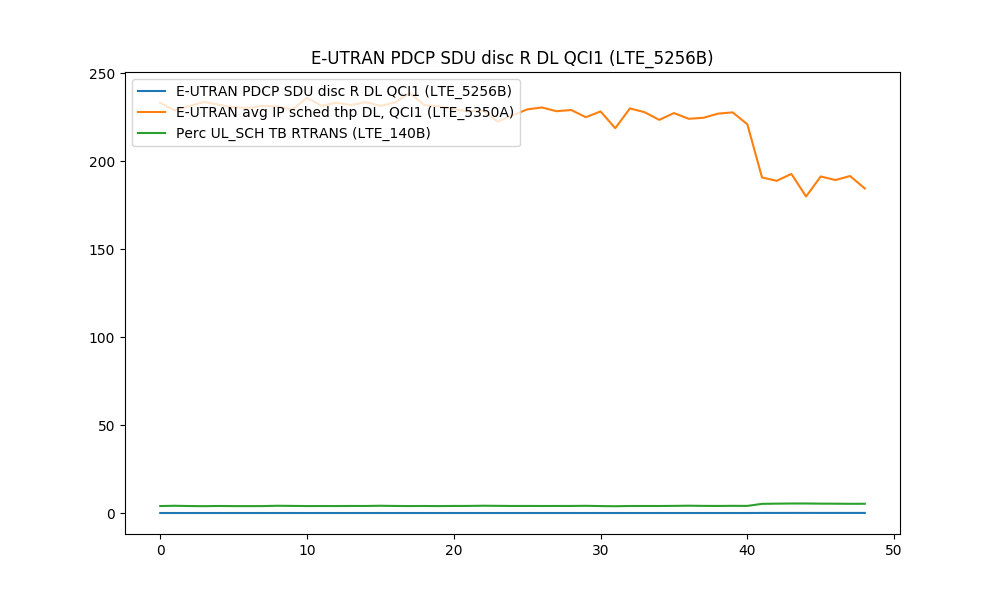 E-UTRAN PDCP SDU disc R DL QCI1 (LTE_5256B)
250
200
150
100
50
0
E-UTRAN PDCP SDU disc R DL QCI1 (LTE_5256B)
E-UTRAN avg IP sched thp DL, QCI1 (LTE_5350A)
Perc UL_SCH TB RTRANS (LTE_140B)
0 10 20 30 40 50